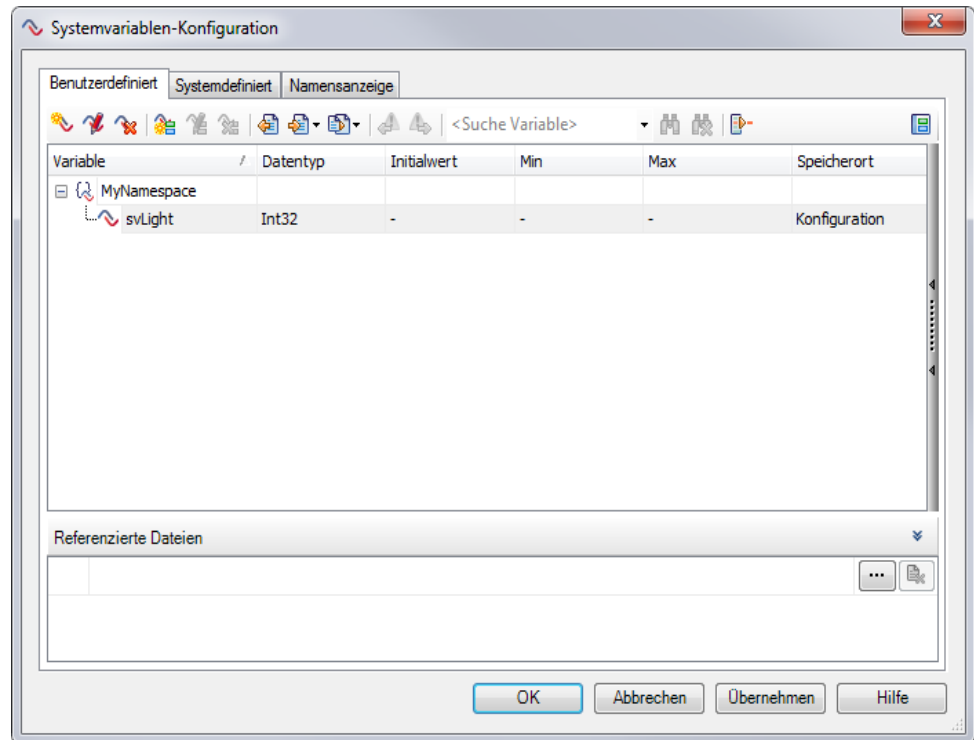 Systemvariablen-Konfiguration
Benutzerdefiniert Systemdefiniert Namensanzeige
<Suche Variable>
Variable / Datentyp Initialwert Min Max Speicherort
MyNamespace
svLight Int32 - - - Konfiguration
Referenzierte Dateien
...
OK Abbrechen Übernehmen Hilfe